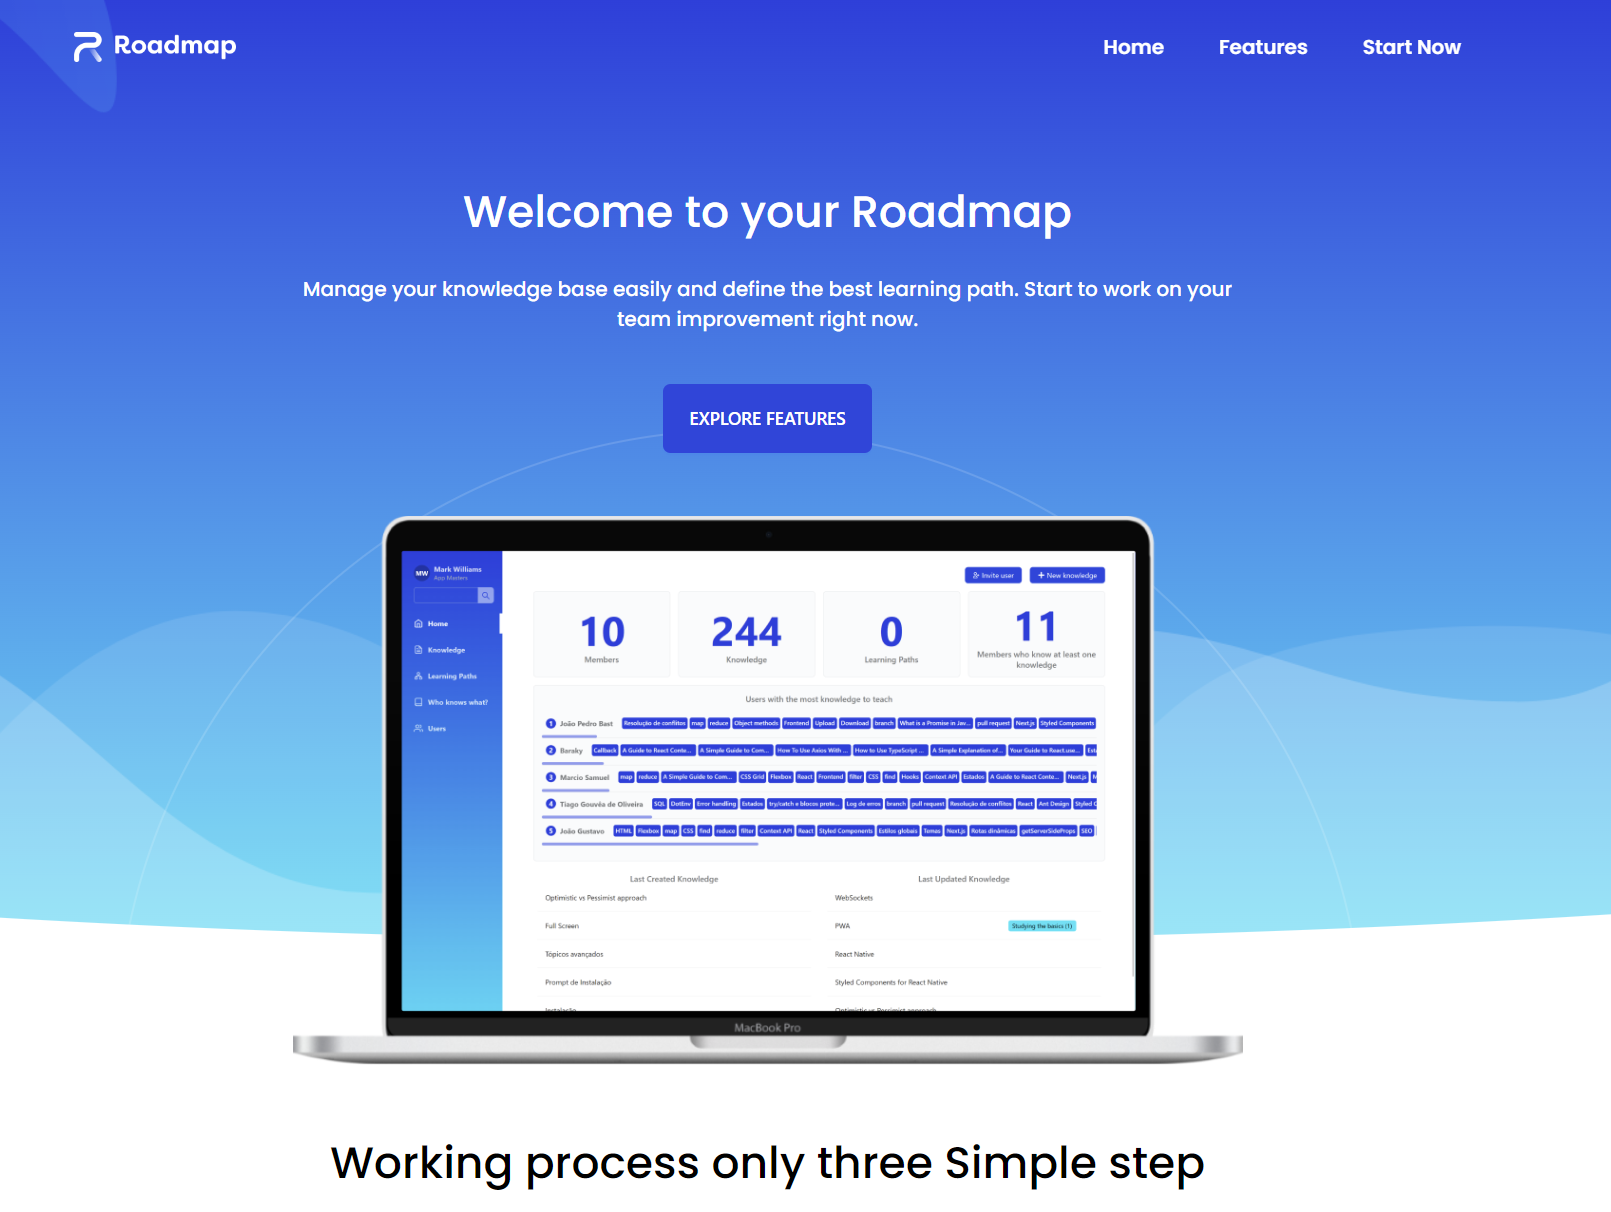 Roadmap
Home Features Start Now
Welcome to your Roadmap
Manage your knowledge base easily and define the best learning path. Start to work on your
team improvement right now.
EXPLORE FEATURES
MW Mark Williams
App Masters
Home
Knowledge
Learning Paths
Who knows what?
Users
Invite user + New knowledge
10
Members
244
Knowledge
0
Learning Paths
11
Members who know at least one
knowledge
Users with the most knowledge to teach
1 João Pedro Bast Resolução de conflitos map reduce Object methods Frontend Upload Download branch What is a Promise in Jav... pull request Next.js Styled Components
2 Barsky Callback A Guide to React Conte... A Simple Guide to Com... How To Use Axios With ... How to Use TypeScript ... A Simple Explanation of... Your Guide to React.use...
3 Marcio Samuel map reduce A Simple Guide to Com... CSS Grid Flexbox React Frontend filter CSS find Hooks Context API Estados A Guide to React Conte... Next.js
4 Tiago Gouvêa de Oliveira SQL DotEnv Error handling Estados try/catch e blocos prote... Log de erros branch pull request Resolução de conflitos React Ant Design Styled C
5 João Gustavo HTML Flexbox map CSS find reduce filter Context API React Styled Components Estilos globais Temas Next.js Rotas dinâmicas getServerSideProps SEO
Last Created Knowledge
Optimistic vs Pessimist approach
Full Screen
Tópicos avançados
Prompt de Instalação
Instalação
Last Updated Knowledge
WebSockets
PWA Studying the basics (1)
React Native
Styled Components for React Native
Optimistic vs Pessimist approach
MacBook Pro
Working process only three Simple step